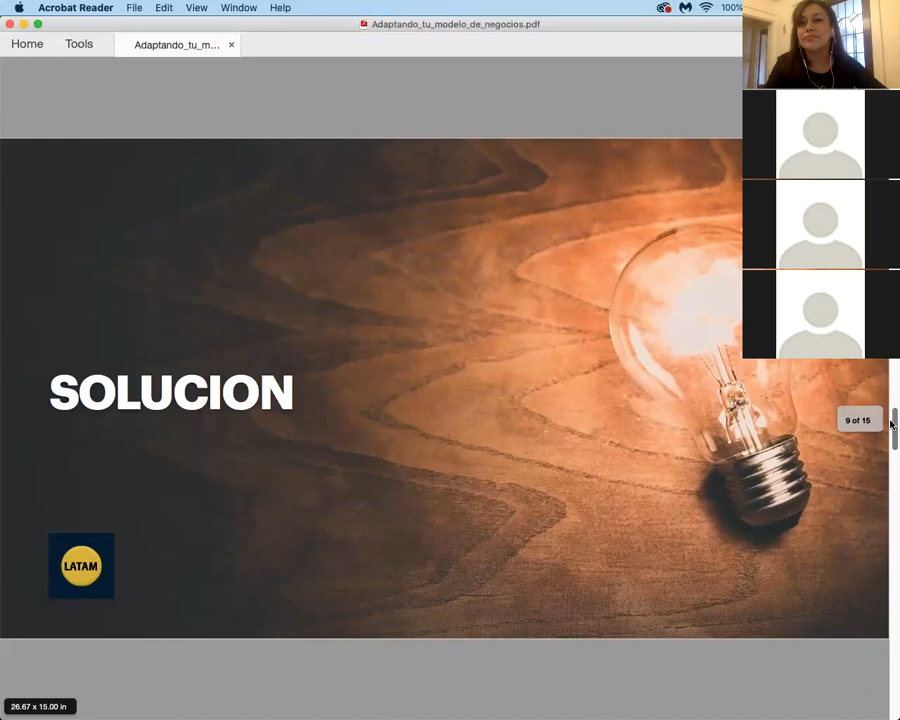 Acrobat Reader File Edit View Window Help 100%
Adaptando_tu_modelo_de_negocios.pdf
Home Tools Adaptando_tu_m... ×
SOLUCION
9 of 15
LATAM
26.67 x 15.00 in